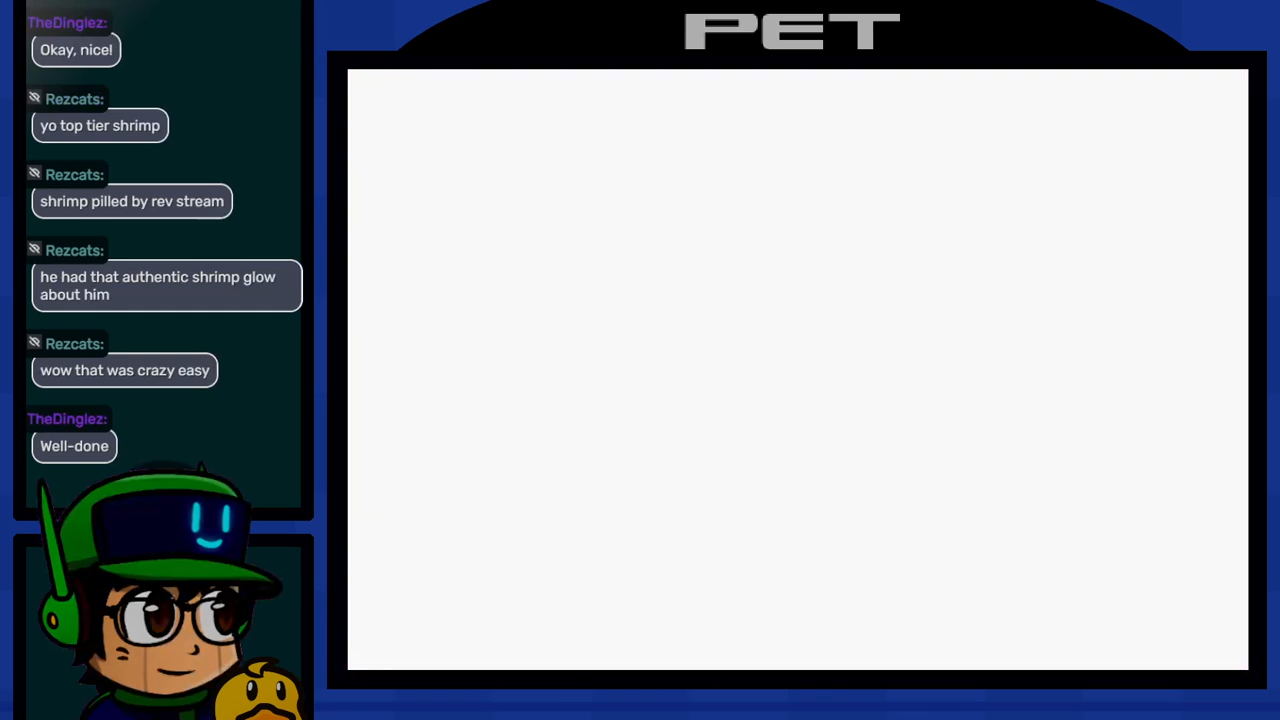 PET
TheDinglez:
Okay, nice!
Rezcats:
yo top tier shrimp
Rezcats:
shrimp pilled by rev stream
Rezcats:
he had that authentic shrimp glow
about him
Rezcats:
wow that was crazy easy
TheDinglez:
Well-done